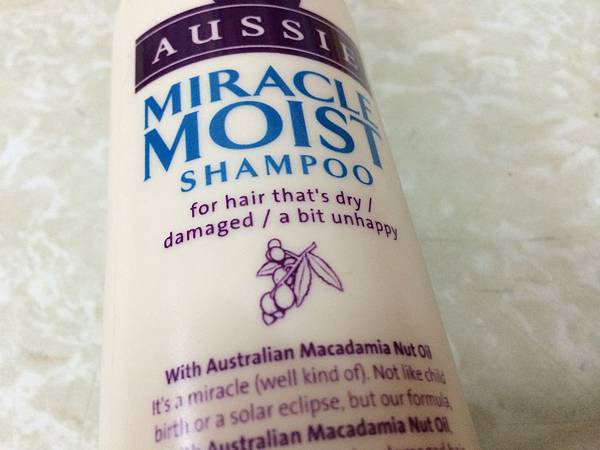 AUSSIE
MIRACLE
MOIST
SHAMPOO
for hair that's dry /
damaged / a bit unhappy
With Australian Macadamia Nut Oil
It's a miracle (well kind of). Not like child
birth or a solar eclipse, but our formula,
with Australian Macadamia Nut Oil,